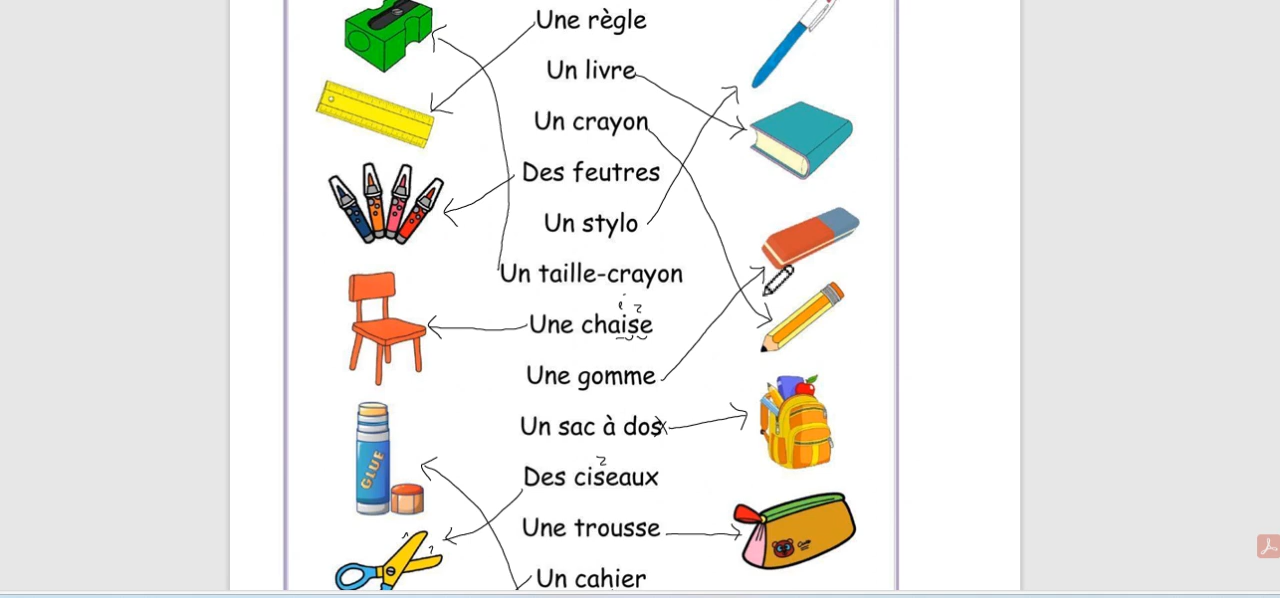 Une règle
Un livre
Un crayon
Des feutres
Un stylo
Un taille-crayon
Une chaise
Une gomme
Un sac à dos
Des ciseaux
Une trousse
Un cahier
GLUE